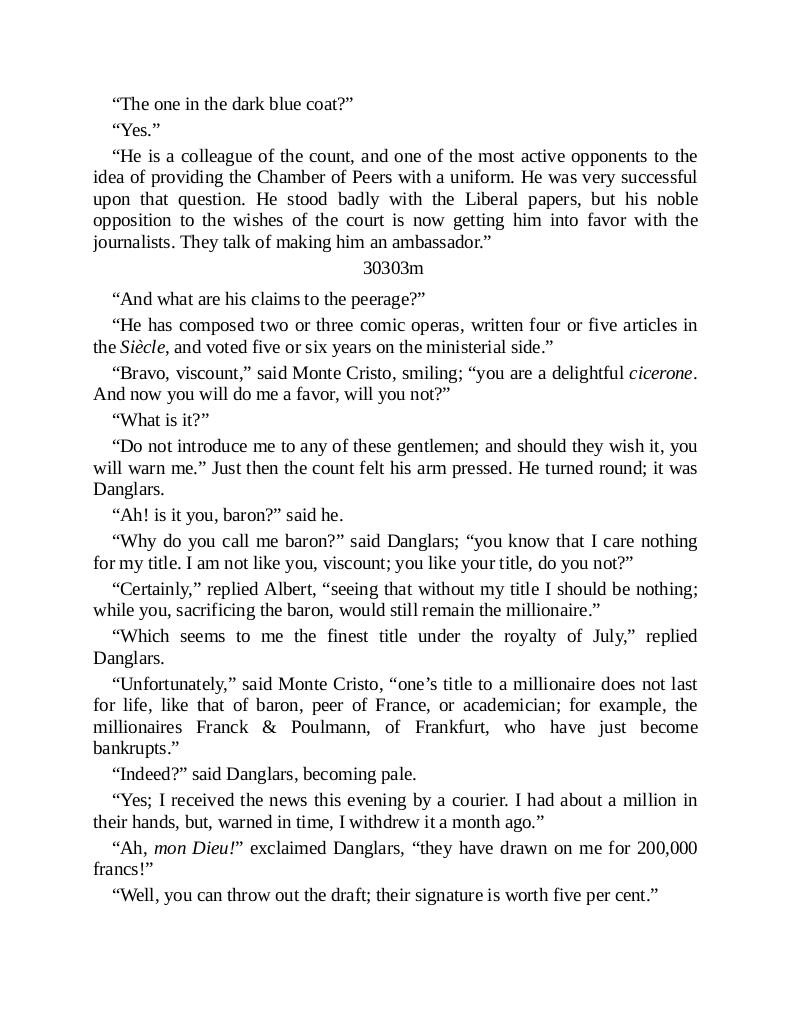 “The one in the dark blue coat?”
“Yes.”
“He is a colleague of the count, and one of the most active opponents to the
idea of providing the Chamber of Peers with a uniform. He was very successful
upon that question. He stood badly with the Liberal papers, but his noble
opposition to the wishes of the court is now getting him into favor with the
journalists. They talk of making him an ambassador.”
30303m
“And what are his claims to the peerage?”
“He has composed two or three comic operas, written four or five articles in
the Siècle, and voted five or six years on the ministerial side.”
“Bravo, viscount,” said Monte Cristo, smiling; “you are a delightful cicerone.
And now you will do me a favor, will you not?”
“What is it?”
“Do not introduce me to any of these gentlemen; and should they wish it, you
will warn me.” Just then the count felt his arm pressed. He turned round; it was
Danglars.
“Ah! is it you, baron?” said he.
“Why do you call me baron?” said Danglars; “you know that I care nothing
for my title. I am not like you, viscount; you like your title, do you not?”
“Certainly,” replied Albert, “seeing that without my title I should be nothing;
while you, sacrificing the baron, would still remain the millionaire.”
“Which seems to me the finest title under the royalty of July,” replied
Danglars.
“Unfortunately,” said Monte Cristo, “one’s title to a millionaire does not last
for life, like that of baron, peer of France, or academician; for example, the
millionaires Franck & Poulmann, of Frankfurt, who have just become
bankrupts.”
“Indeed?” said Danglars, becoming pale.
“Yes; I received the news this evening by a courier. I had about a million in
their hands, but, warned in time, I withdrew it a month ago.”
“Ah, mon Dieu!” exclaimed Danglars, “they have drawn on me for 200,000
francs!”
“Well, you can throw out the draft; their signature is worth five per cent.”